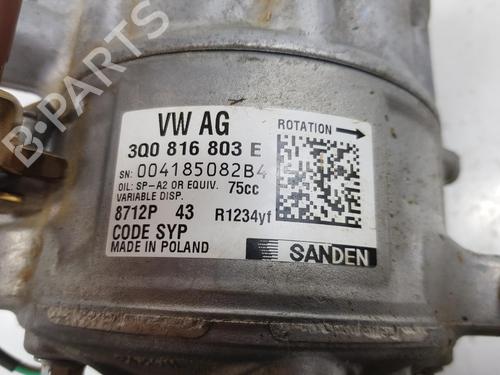 VW AG
3Q0 816 803 E
SN: 004185082B4
OIL: SP-A2 OR EQUIV. 75cc
VARIABLE DISP.
8712P 43 R1234yf
CODE SYP
MADE IN POLAND
ROTATION
SANDEN
B-PARTS